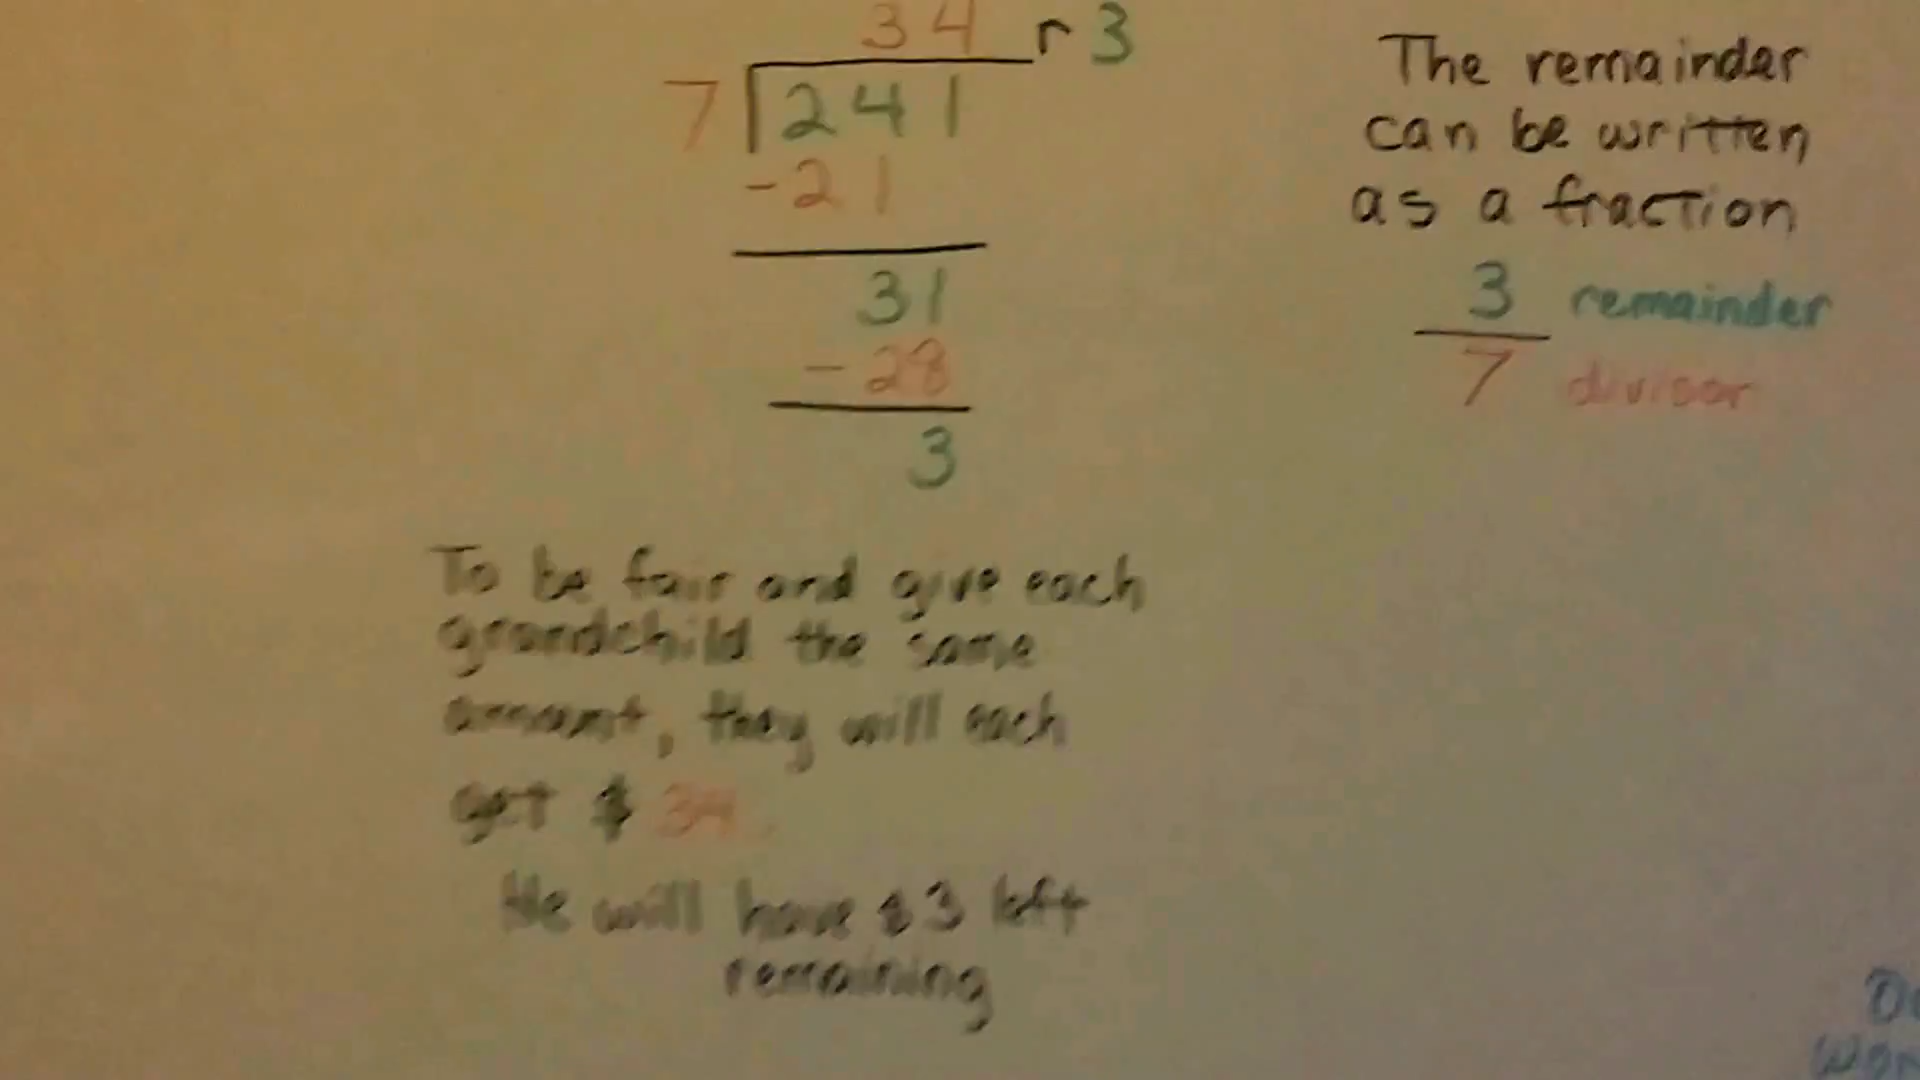 34 r 3
7 241
-21
31
-28
3
To be fair and give each
grandchild the same
amount, they will each
get $ 34.
He will have $3 left
remaining
The remainder
can be written
as a fraction
3 remainder
7 divisor